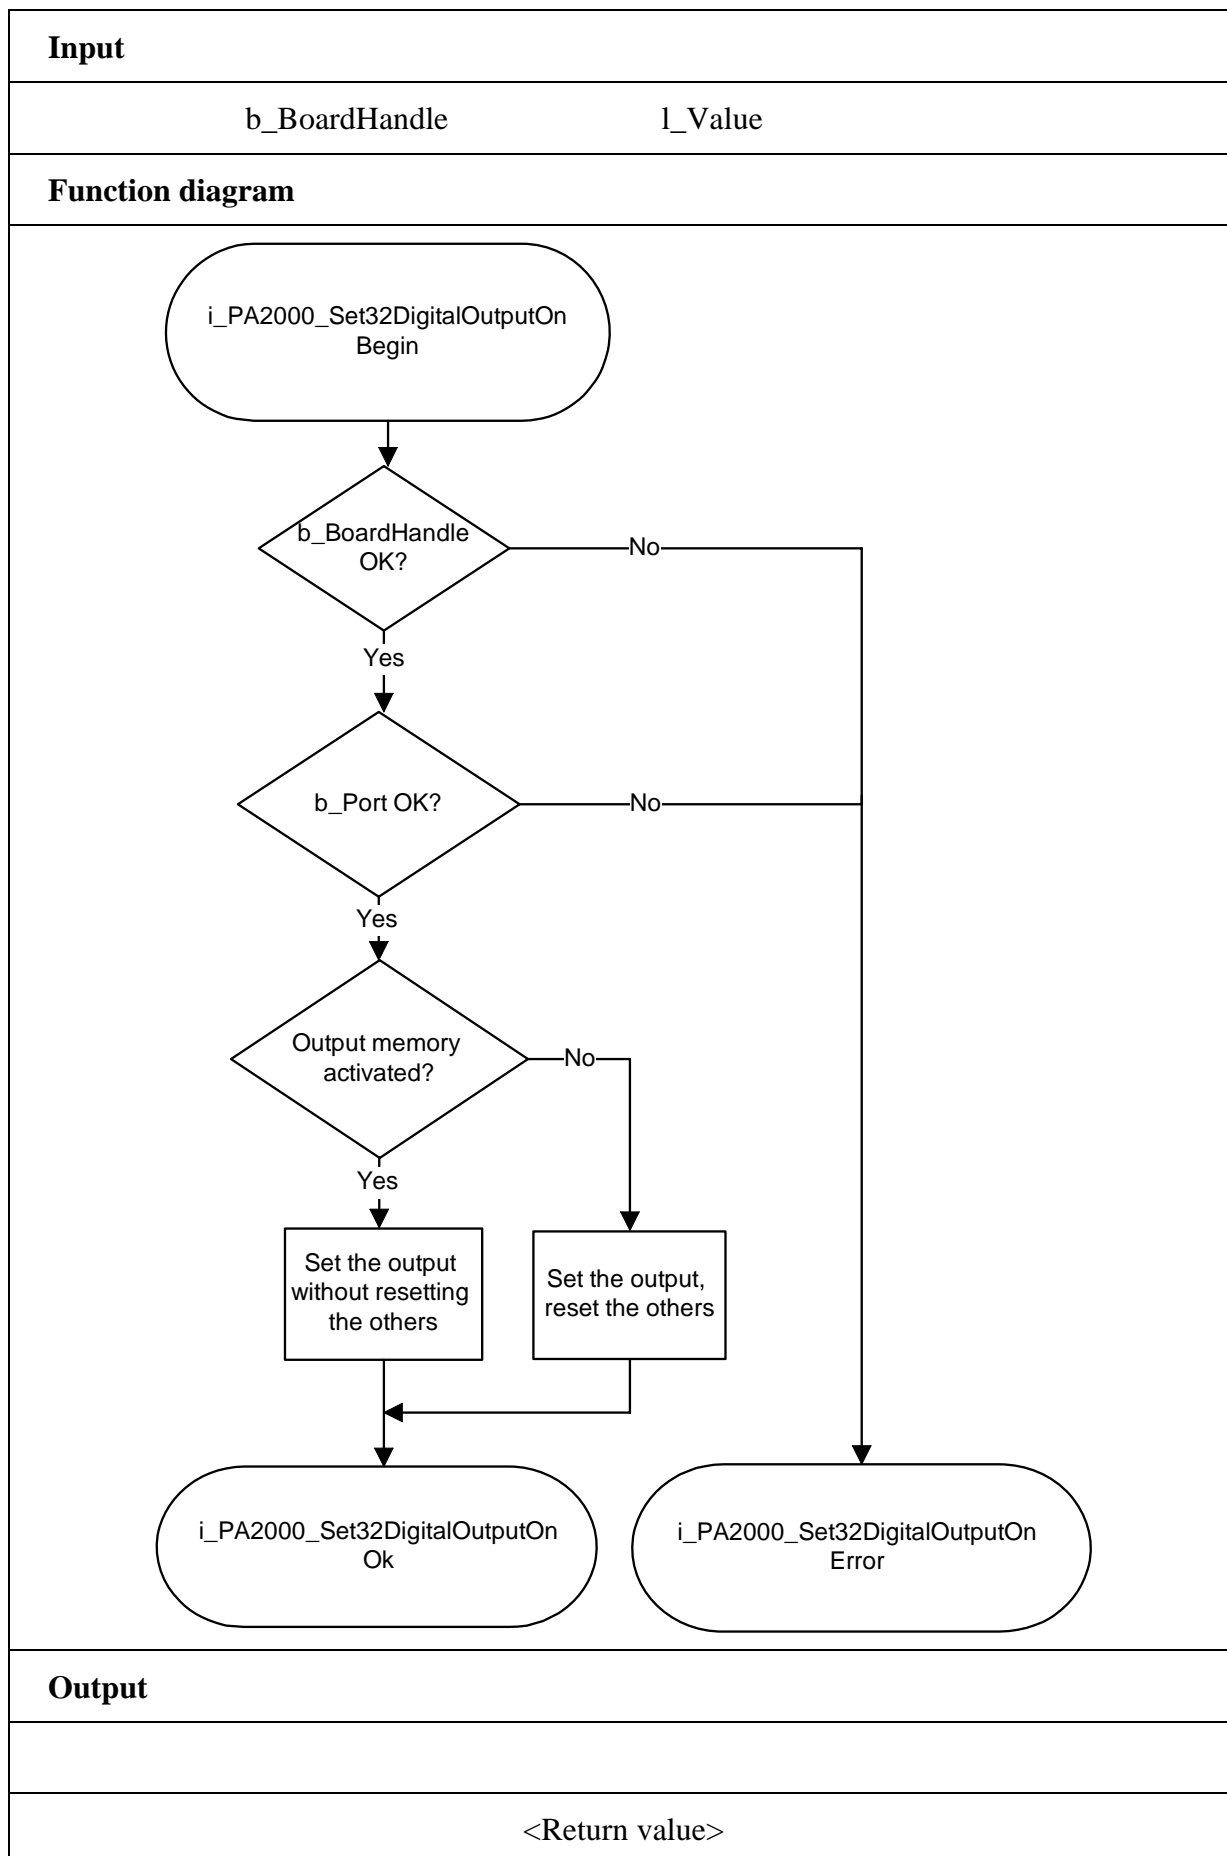 Input
b_BoardHandle l_Value
Function diagram
i_PA2000_Set32DigitalOutputOn
Begin
b_BoardHandle
OK?
No
Yes
b_Port OK?
No
Yes
Output memory
activated?
No
Yes
Set the output
without resetting
the others
Set the output,
reset the others
i_PA2000_Set32DigitalOutputOn
Ok
i_PA2000_Set32DigitalOutputOn
Error
Output
<Return value>